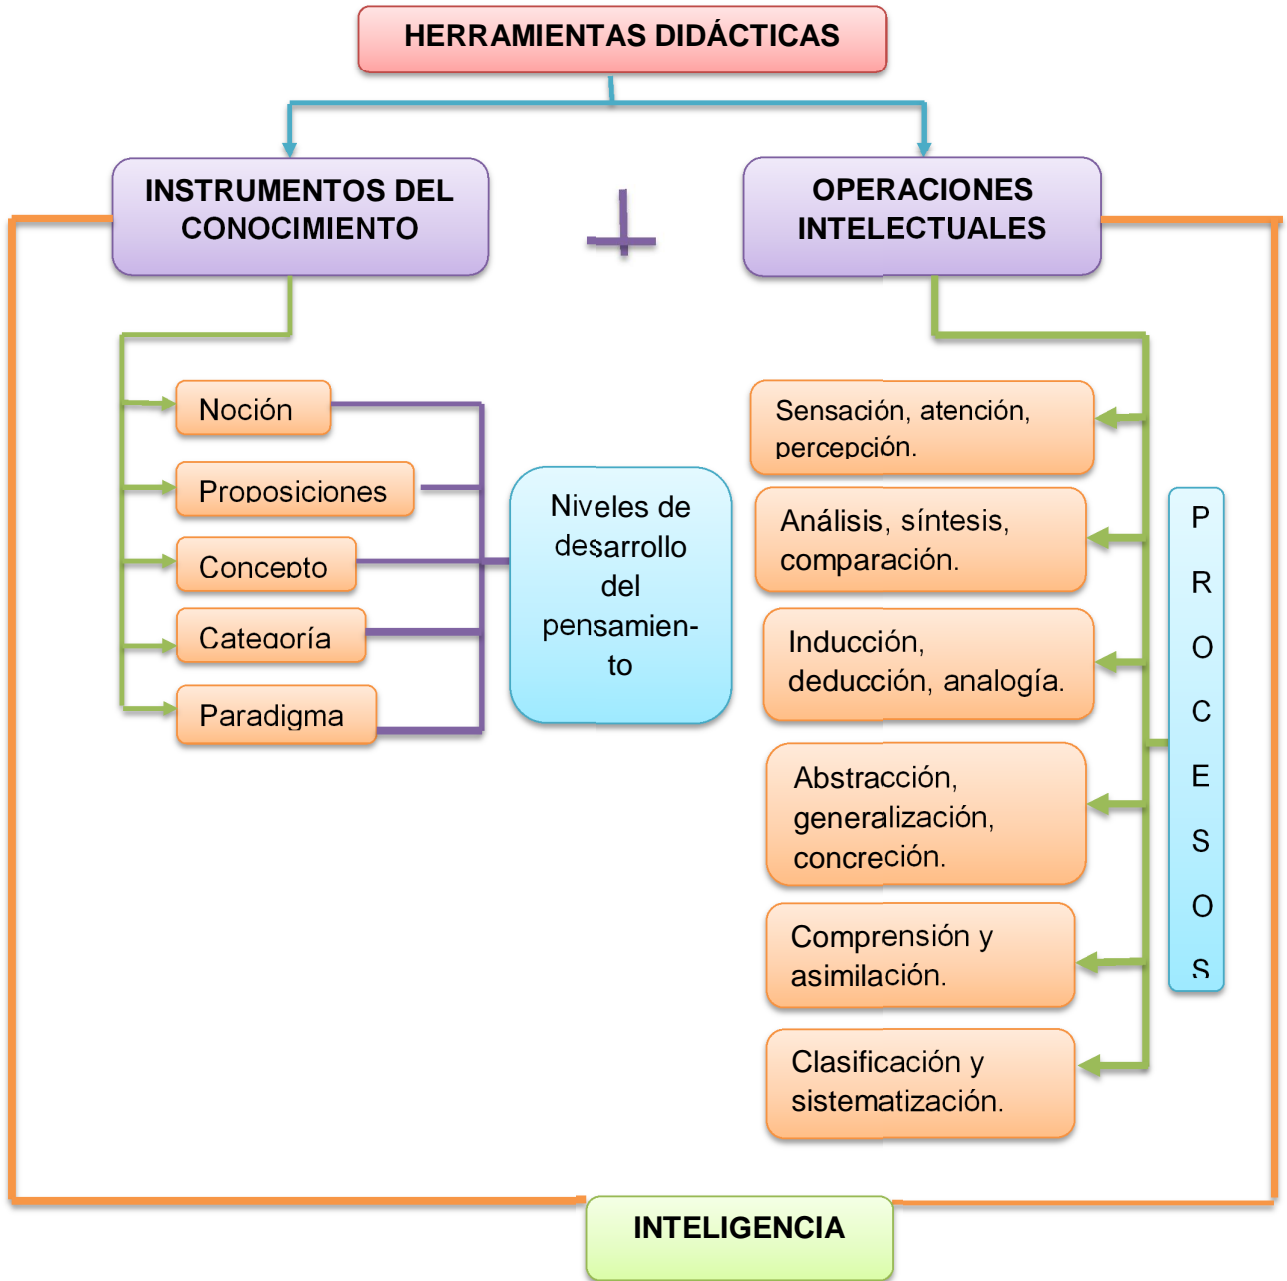 HERRAMIENTAS DIDÁCTICAS
INSTRUMENTOS DEL
CONOCIMIENTO
OPERACIONES
INTELECTUALES
Noción
Proposiciones
Concepto
Categoría
Paradigma
Niveles de
desarrollo
del
pensamien-
to
Sensación, atención,
percepción.
Análisis, síntesis,
comparación.
Inducción,
deducción, analogía.
Abstracción,
generalización,
concreción.
Comprensión y
asimilación.
Clasificación y
sistematización.
P
R
O
C
E
S
O
S
INTELIGENCIA